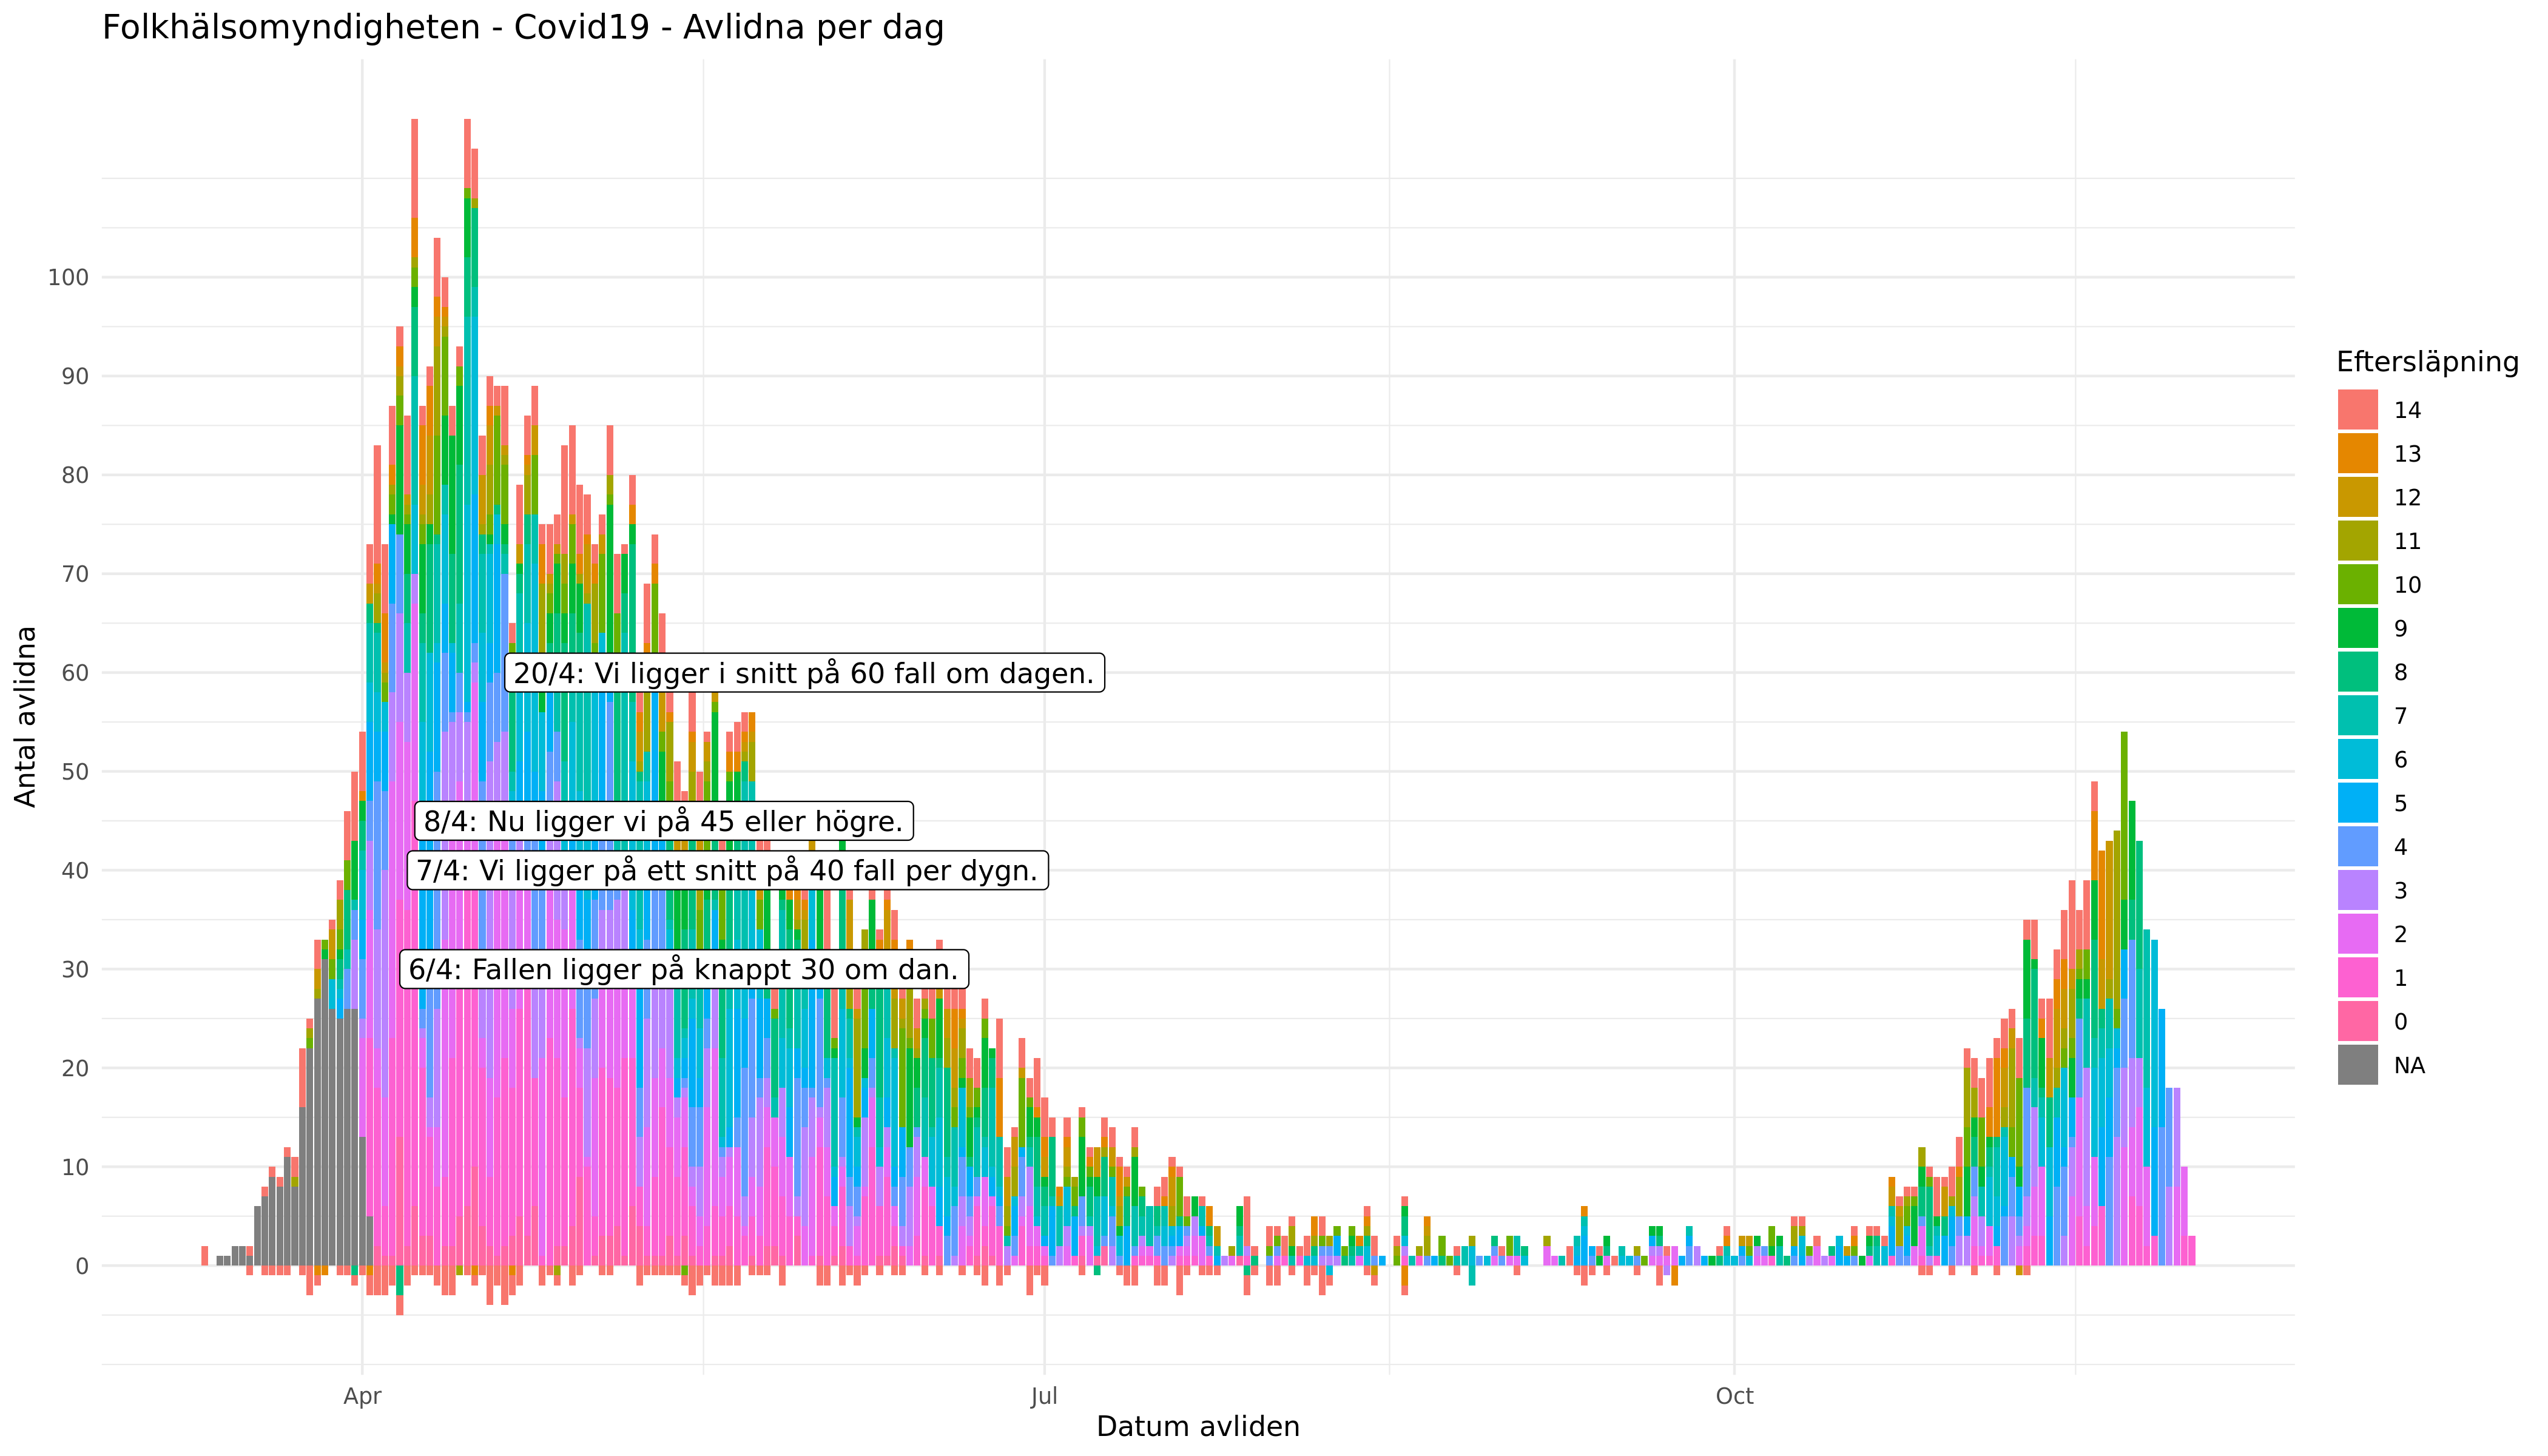 Folkhälsomyndigheten - Covid19 - Avlidna per dag
Antal avlidna
100
90
80
70
60
50
40
30
20
10
0
20/4: Vi ligger i snitt på 60 fall om dagen.
8/4: Nu ligger vi på 45 eller högre.
7/4: Vi ligger på ett snitt på 40 fall per dygn.
6/4: Fallen ligger på knappt 30 om dan.
Apr
Jul
Oct
Datum avliden
Eftersläpning
14
13
12
11
10
9
8
7
6
5
4
3
2
1
0
NA